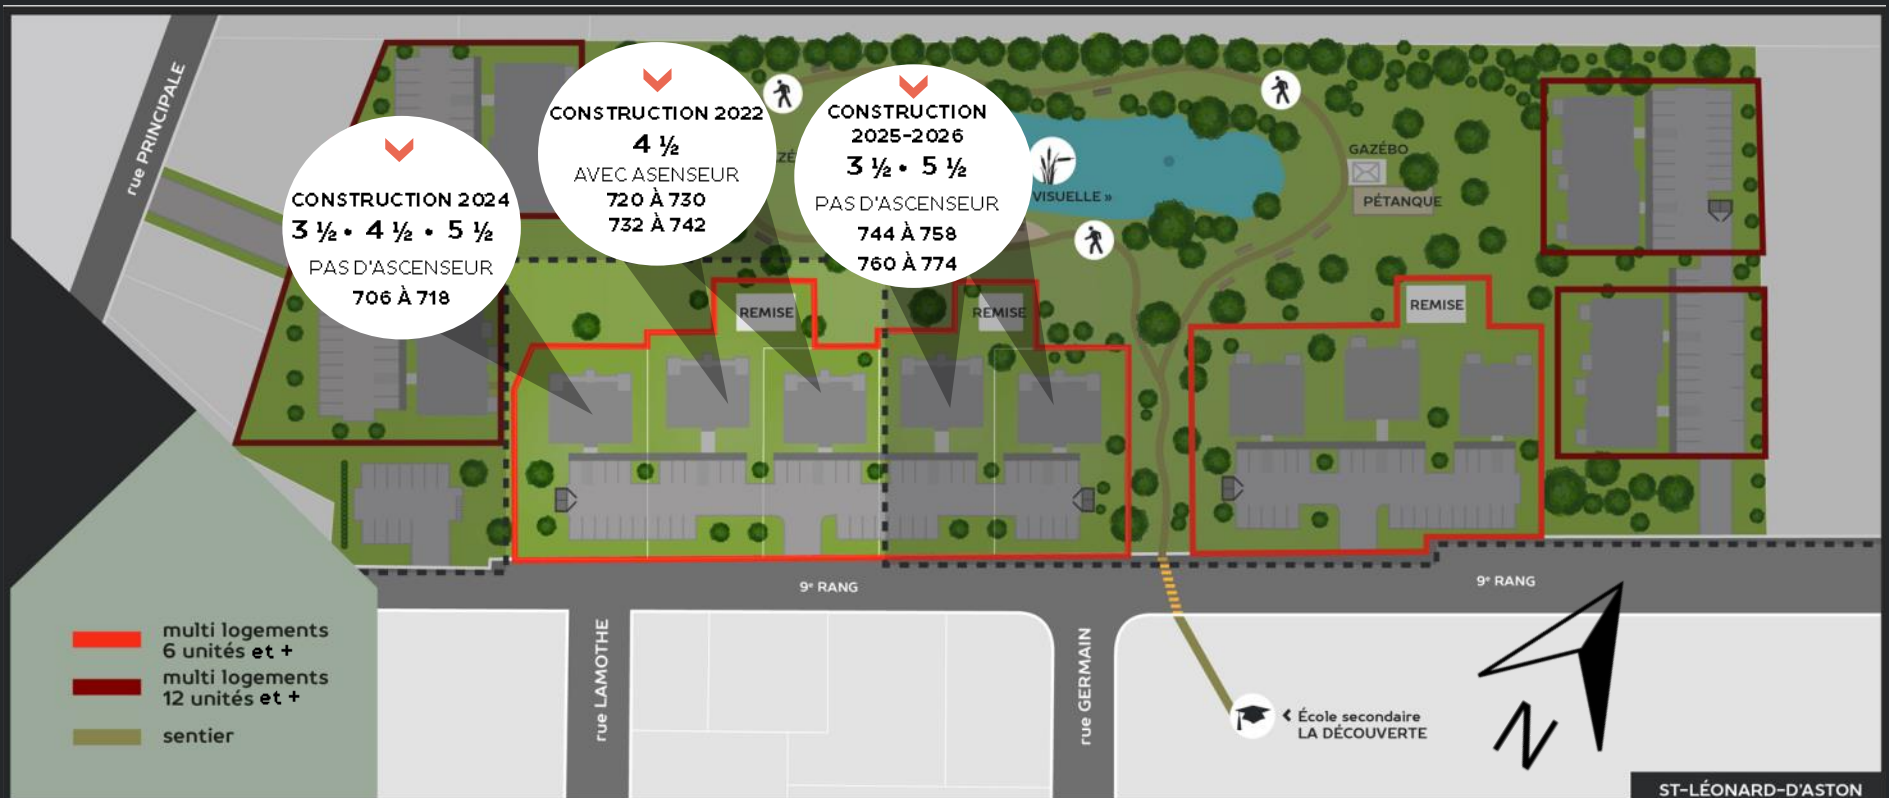 rue PRINCIPALE
CONSTRUCTION 2024
3 ½ • 4 ½ • 5 ½
PAS D'ASCENSEUR
706 À 718
CONSTRUCTION 2022
4 ½
AVEC ASENSEUR
720 À 730
732 À 742
CONSTRUCTION
2025-2026
3 ½ • 5 ½
PAS D'ASCENSEUR
744 À 758
760 À 774
VISUELLE »
GAZÉBO
PÉTANQUE
REMISE
REMISE
REMISE
9e RANG
9e RANG
rue LAMOTHE
rue GERMAIN
multi logements
6 unités et +
multi logements
12 unités et +
sentier
< École secondaire
LA DÉCOUVERTE
N
ST-LÉONARD-D'ASTON